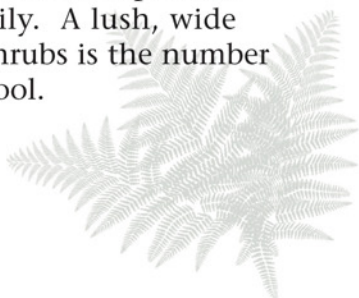 ily. A lush, wide
hrubs is the number
ool.